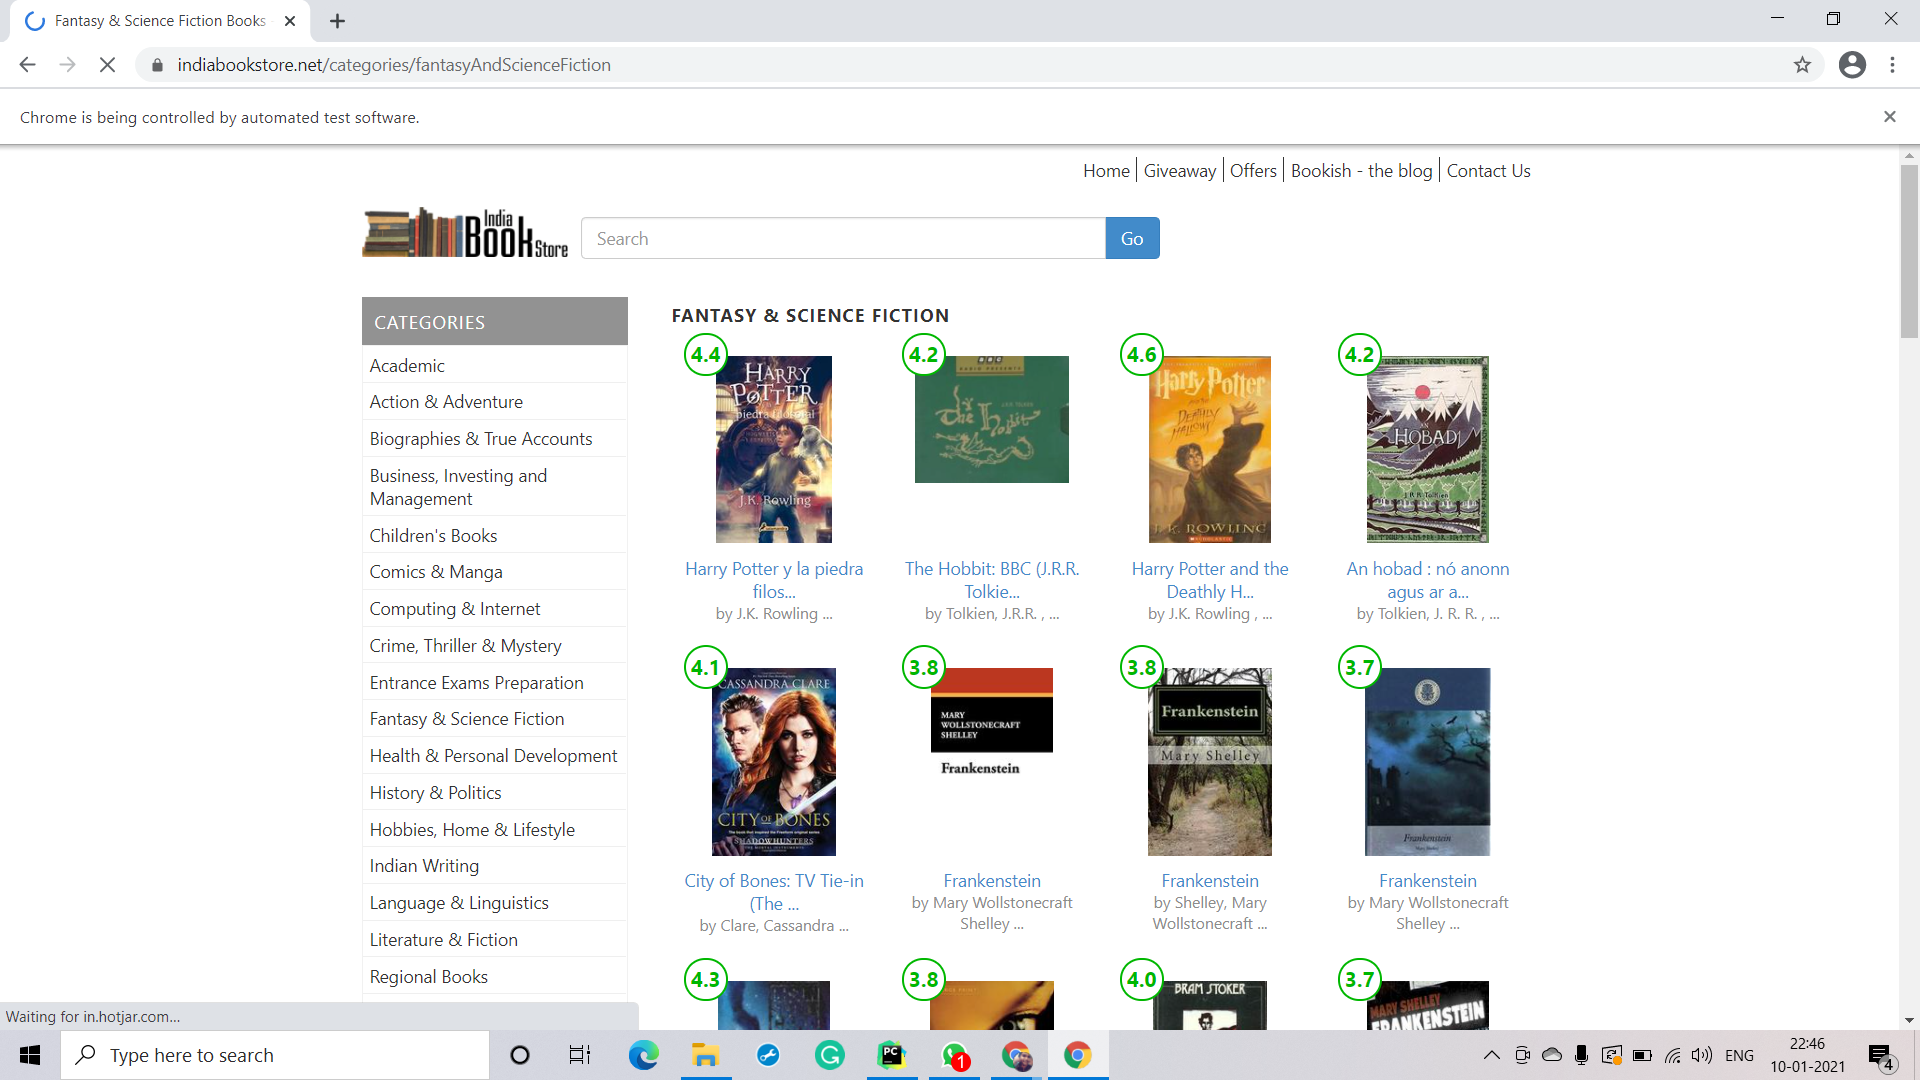 Fantasy & Science Fiction Books
indiabookstore.net/categories/fantasyAndScienceFiction
Chrome is being controlled by automated test software.
Home
Giveaway
Offers
Bookish - the blog
Contact Us
India
Book
Store
Search
Go
CATEGORIES
Academic
Action & Adventure
Biographies & True Accounts
Business, Investing and
Management
Children's Books
Comics & Manga
Computing & Internet
Crime, Thriller & Mystery
Entrance Exams Preparation
Fantasy & Science Fiction
Health & Personal Development
History & Politics
Hobbies, Home & Lifestyle
Indian Writing
Language & Linguistics
Literature & Fiction
Regional Books
FANTASY & SCIENCE FICTION
4.4
HARRY
POTTER
piedra filosofal
J.K. Rowling
Harry Potter y la piedra
filos...
by J.K. Rowling ...
4.2
BBC
The Hobbit
The Hobbit: BBC (J.R.R.
Tolkie...
by Tolkien, J.R.R. , ...
4.6
Harry Potter
DEATHLY
HALLOWS
J. K. ROWLING
SCHOLASTIC
Harry Potter and the
Deathly H...
by J.K. Rowling , ...
4.2
AN
HOBAD
J.R.R. Tolkien
An hobad : nó anonn
agus ar a...
by Tolkien, J. R. R. , ...
4.1
CASSANDRA CLARE
CITY OF BONES
SHADOWHUNTERS
City of Bones: TV Tie-in
(The ...
by Clare, Cassandra ...
3.8
MARY
WOLLSTONECRAFT
SHELLEY
Frankenstein
Frankenstein
by Mary Wollstonecraft
Shelley ...
3.8
Frankenstein
Mary Shelley
Frankenstein
by Shelley, Mary
Wollstonecraft ...
3.7
Frankenstein
Mary Shelley
Frankenstein
by Mary Wollstonecraft
Shelley ...
4.3
3.8
4.0
BRAM STOKER
3.7
MARY SHELLEY
FRANKENSTEIN
Waiting for in.hotjar.com...
Type here to search
PC
1
ENG
22:46
10-01-2021
4